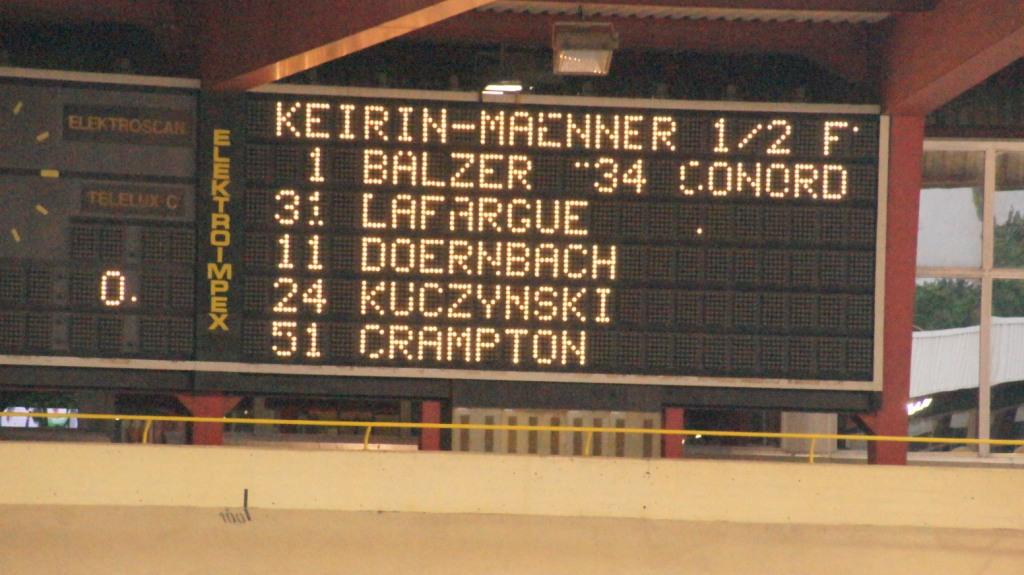 ELEKTROSCAN
TELELUX C
0.
ELEKTROIMPEX
KEIRIN-MAENNER 1/2 F
1 BALZER "34 CONORD
31 LAFARGUE
11 DOERNBACH
24 KUCZYNSKI
51 CRAMPTON